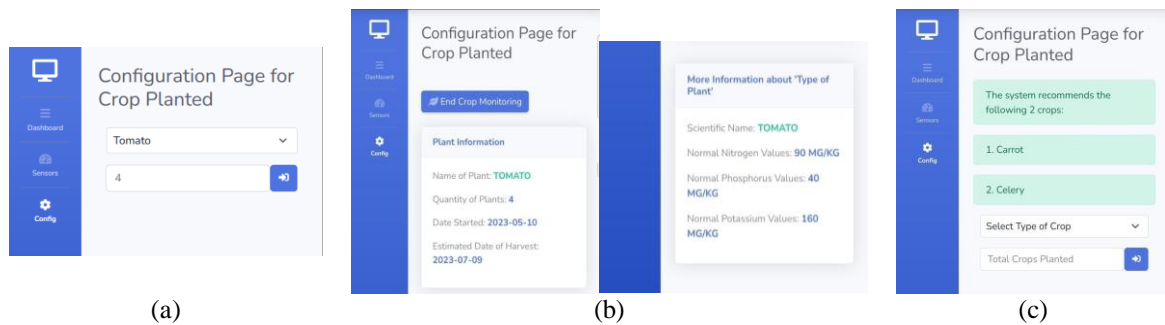 Configuration Page for
Crop Planted
Dashboard
Sensors
Config
Tomato
4
Configuration Page for
Crop Planted
Dashboard
Sensors
Config
End Crop Monitoring
Plant Information
Name of Plant: TOMATO
Quantity of Plants: 4
Date Started: 2023-05-10
Estimated Date of Harvest:
2023-07-09
More Information about 'Type of
Plant'
Scientific Name: TOMATO
Normal Nitrogen Values: 90 MG/KG
Normal Phosphorus Values: 40
MG/KG
Normal Potassium Values: 160
MG/KG
Configuration Page for
Crop Planted
Dashboard
Sensors
Config
The system recommends the
following 2 crops:
1. Carrot
2. Celery
Select Type of Crop
Total Crops Planted
(a)
(b)
(c)